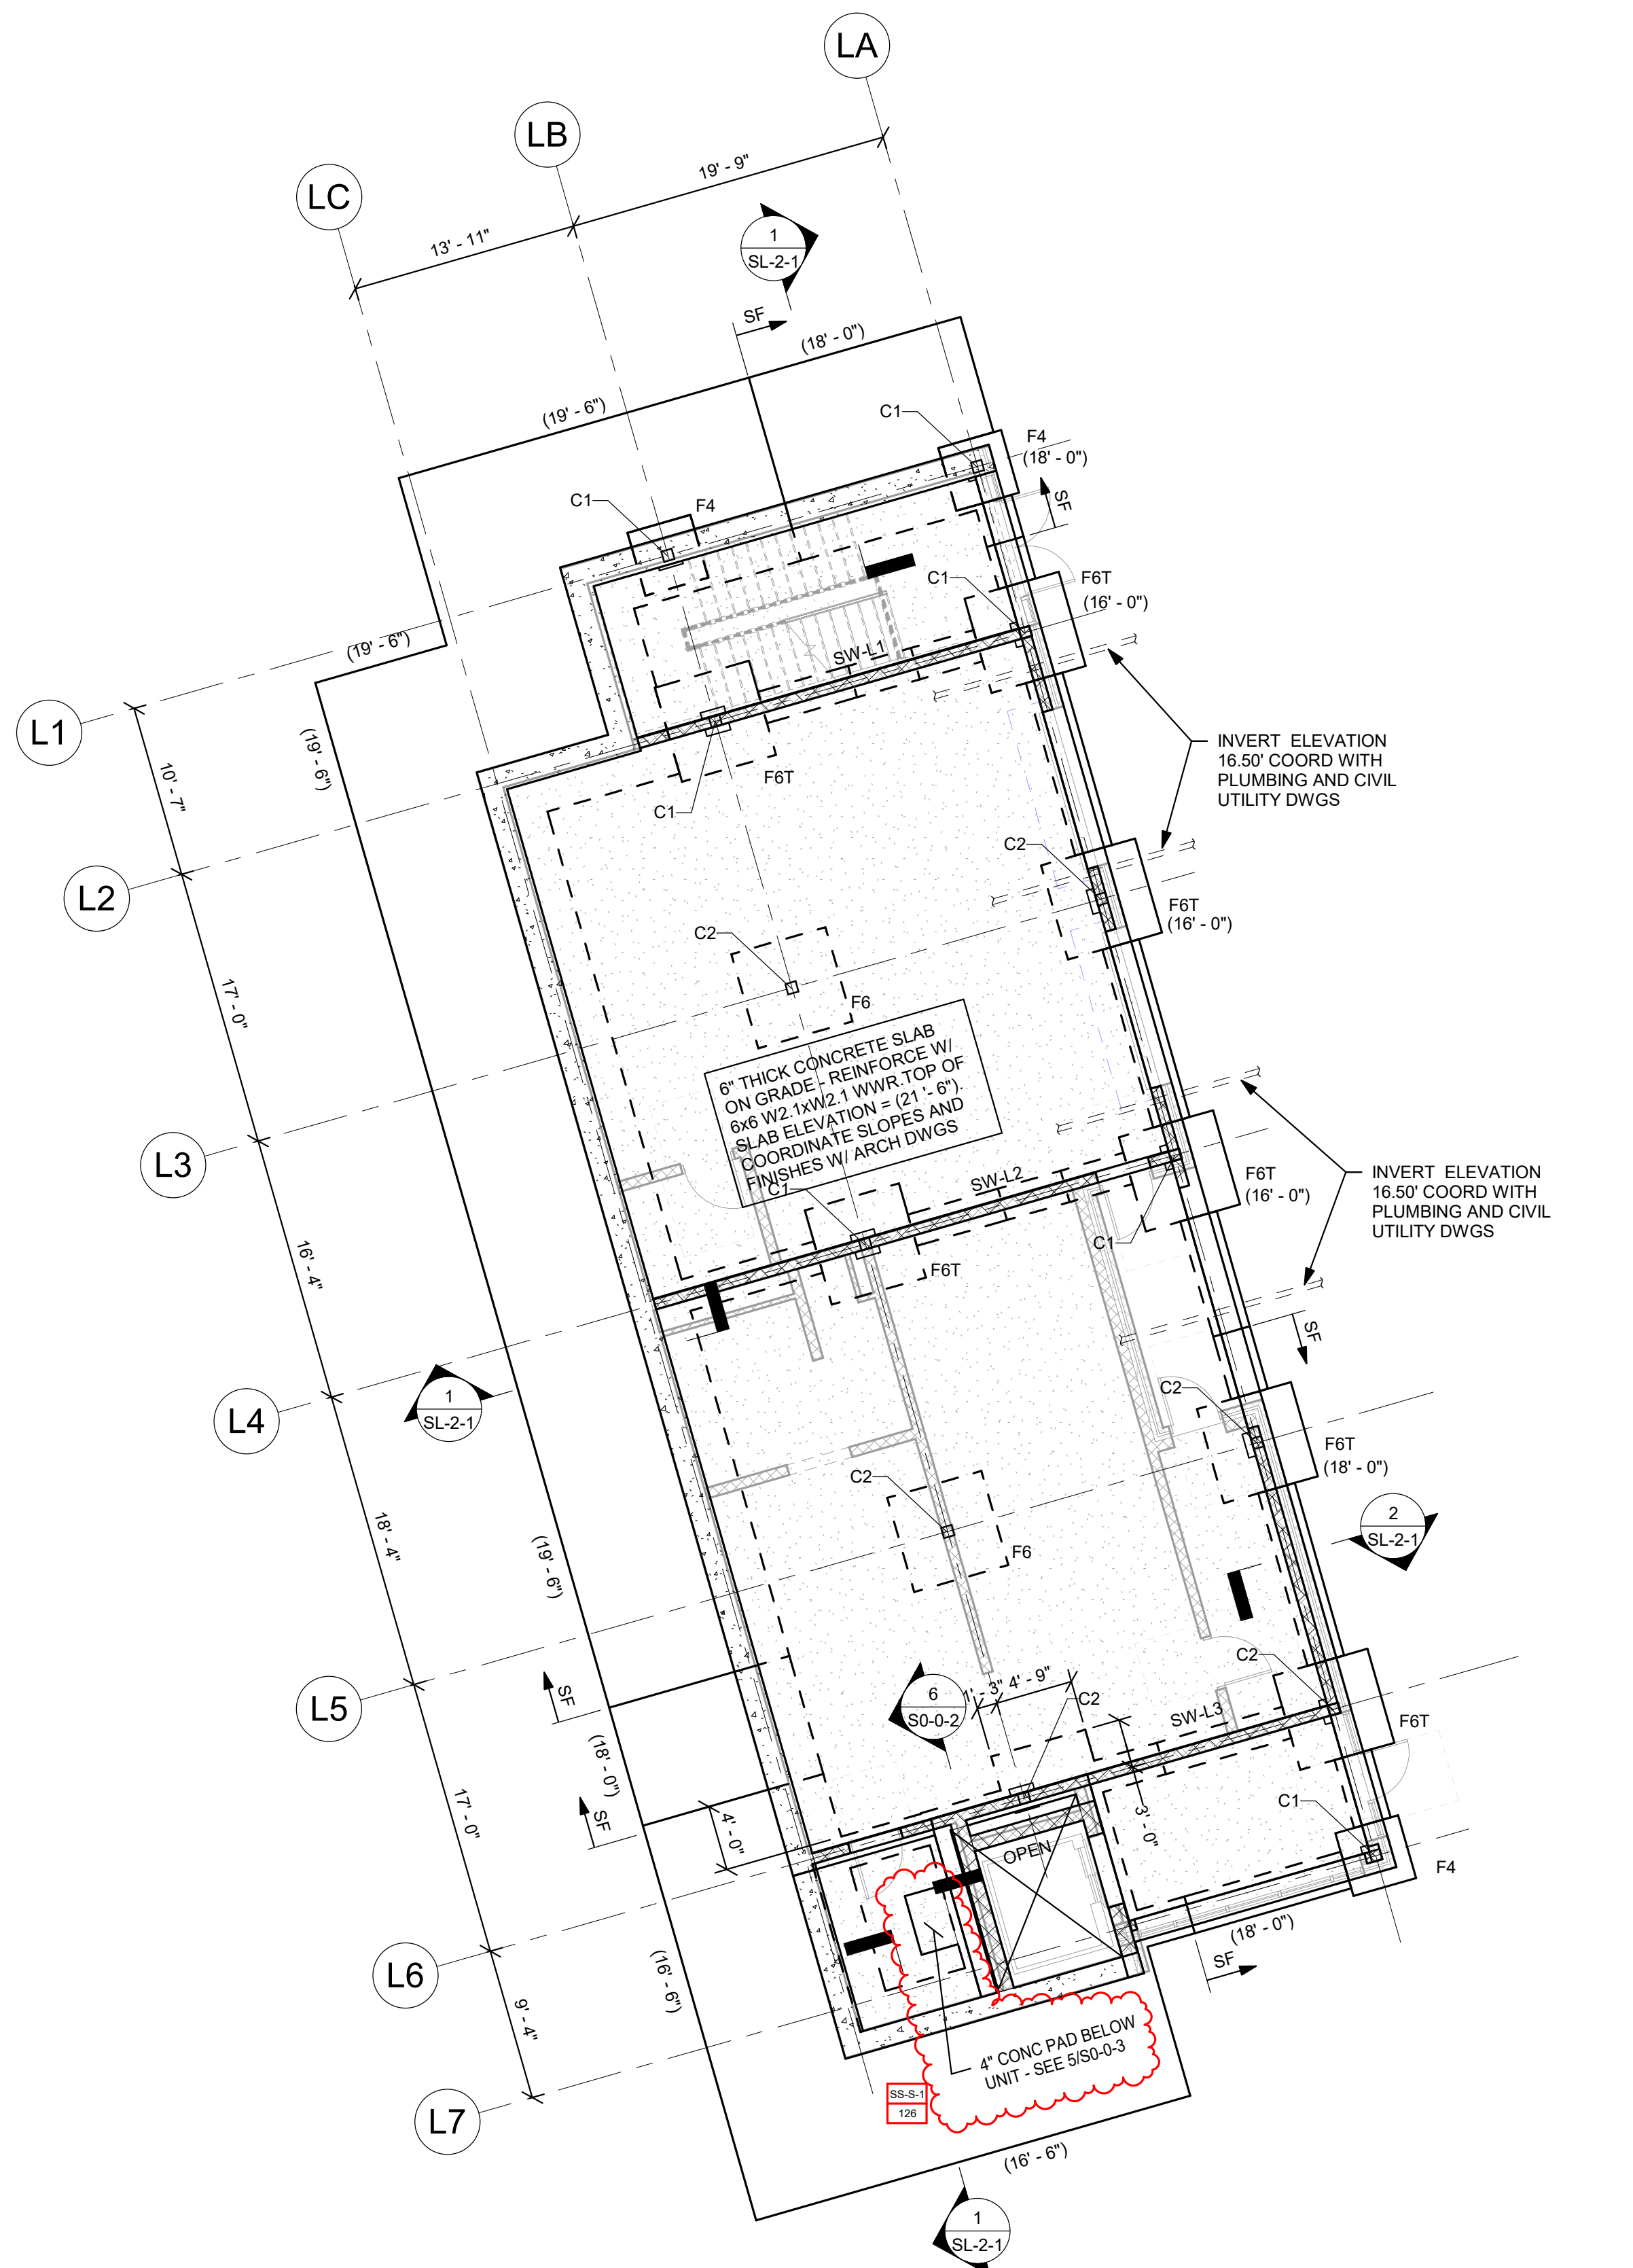 LA
LB
LC
19' - 9"
13' - 11"
1
SL-2-1
SF
(18' - 0")
(19' - 6")
C1
F4
(18' - 0")
SF
C1
F4
C1
F6T
(16' - 0")
(19' - 6")
SW-L1
L1
(19' - 6")
INVERT ELEVATION
16.50' COORD WITH
PLUMBING AND CIVIL
UTILITY DWGS
10' - 7"
F6T
C1
C2
L2
F6T
(16' - 0")
C2
17' - 0"
F6
6" THICK CONCRETE SLAB
ON GRADE - REINFORCE W/
6x6 W2.1xW2.1 WWR.TOP OF
SLAB ELEVATION = (21 '- 6").
COORDINATE SLOPES AND
FINISHES W/ ARCH DWGS
L3
C1
SW-L2
F6T
(16' - 0")
INVERT ELEVATION
16.50' COORD WITH
PLUMBING AND CIVIL
UTILITY DWGS
C1
16' - 4"
F6T
SF
C2
L4
1
SL-2-1
F6T
(18' - 0")
C2
18' - 4"
2
SL-2-1
(19' - 6")
F6
C2
L5
SF
6
S0-0-2
1' - 3"
4' - 9"
C2
SW-L3
F6T
(18' - 0")
SF
17' - 0"
4' - 0"
3' - 0"
C1
OPEN
F4
(18' - 0")
SF
L6
(16' - 6")
9' - 4"
4" CONC PAD BELOW
UNIT - SEE 5/S0-0-3
SS-S-1
126
L7
(16' - 6")
1
SL-2-1